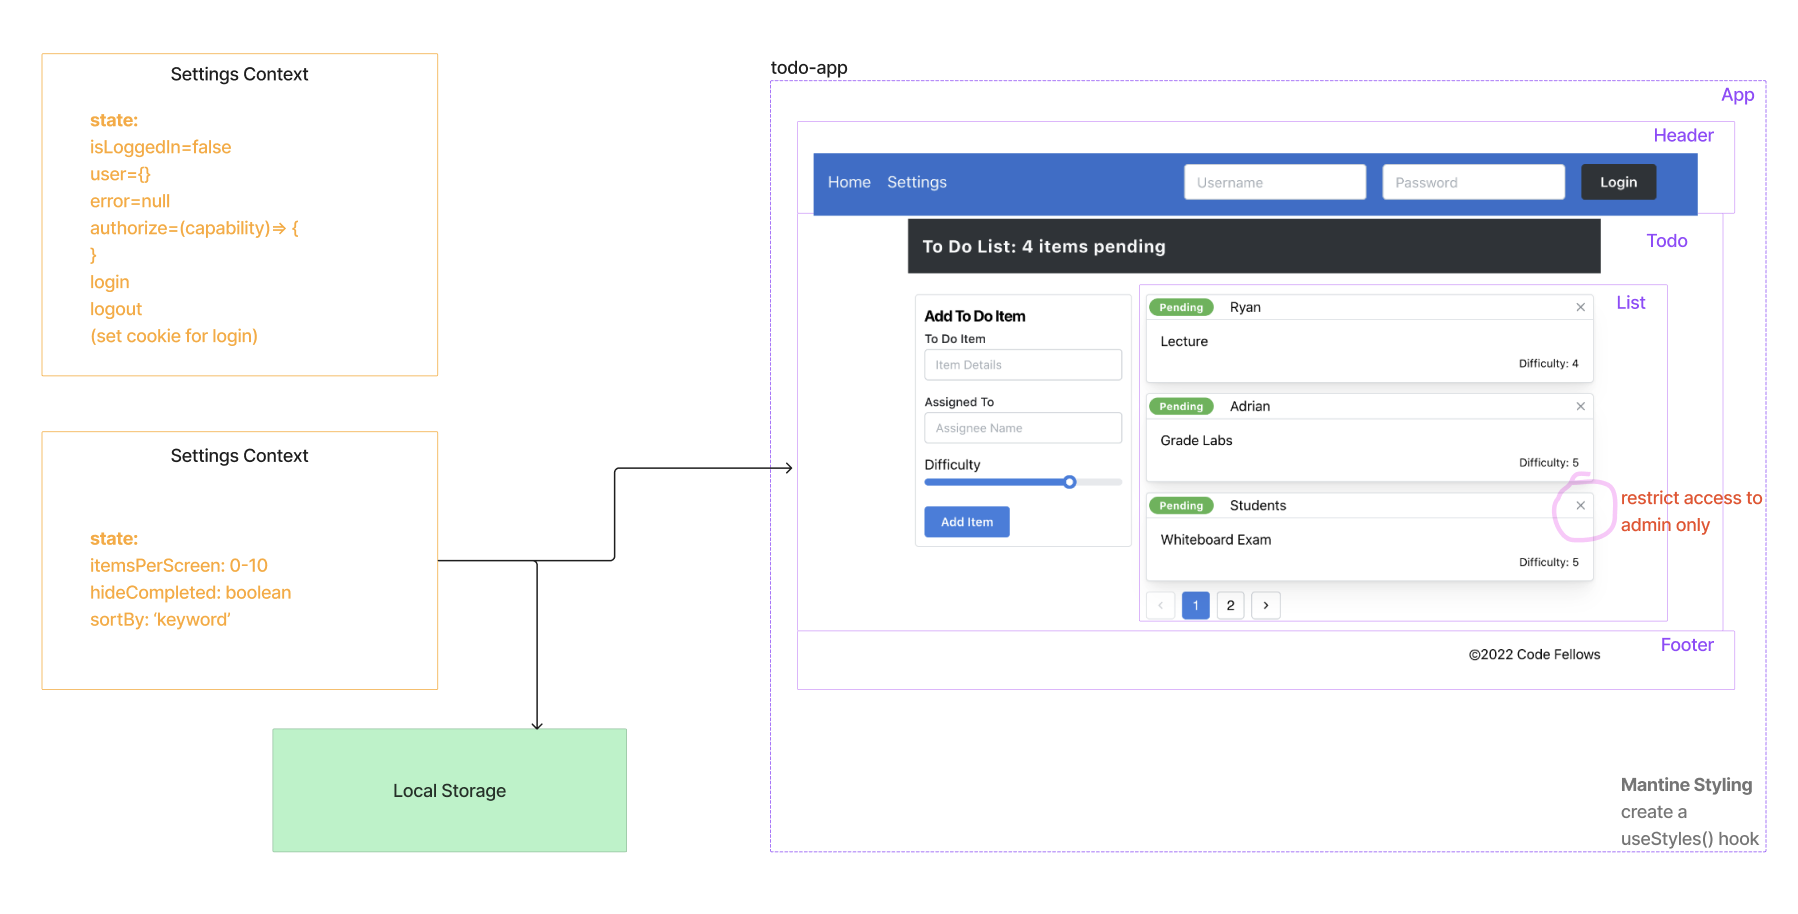 Settings Context
state:
isLoggedIn=false
user={}
error=null
authorize=(capability)=> {
}
login
logout
(set cookie for login)
Settings Context
state:
itemsPerScreen: 0-10
hideCompleted: boolean
sortBy: ‘keyword’
Local Storage
todo-app
App
Header
Home Settings Username Password Login
Todo
To Do List: 4 items pending
Add To Do Item
To Do Item
Item Details
Assigned To
Assignee Name
Difficulty
Add Item
List
Pending Ryan
Lecture
Difficulty: 4
Pending Adrian
Grade Labs
Difficulty: 5
Pending Students
Whiteboard Exam
Difficulty: 5
restrict access to
admin only
1 2
Footer
©2022 Code Fellows
Mantine Styling
create a
useStyles() hook